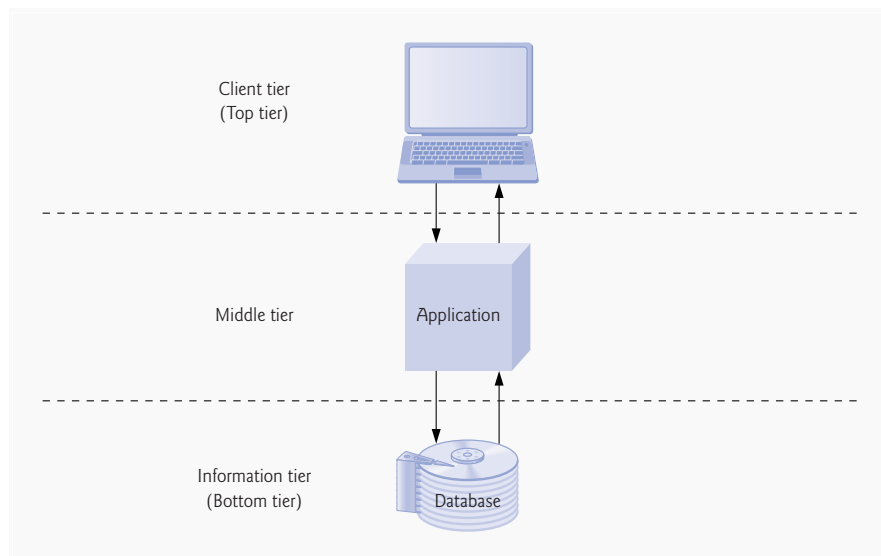 Client tier
(Top tier)
Middle tier
Application
Information tier
(Bottom tier)
Database